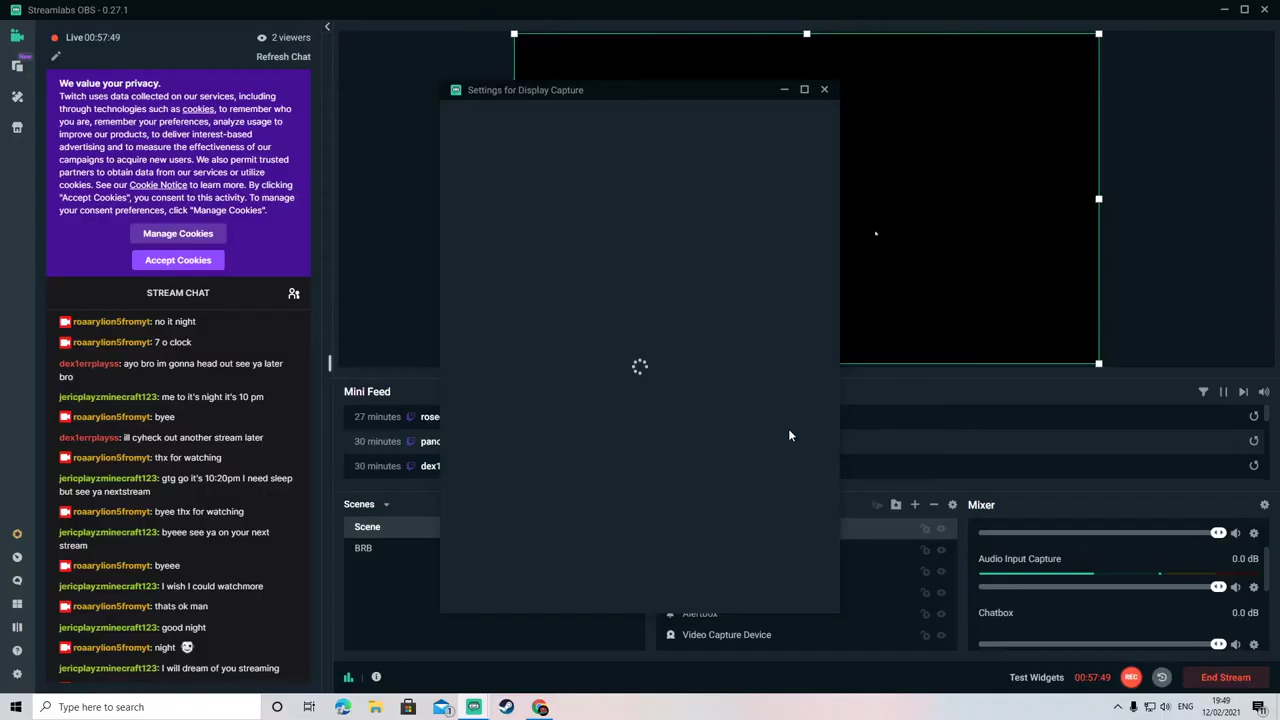 Streamlabs OBS - 0.27.1
Live 00:57:49
2 viewers
New
Refresh Chat
We value your privacy.
Twitch uses data collected on our services, including
through technologies such as cookies, to remember who
you are, remember your preferences, analyze usage to
improve our products, to deliver interest-based
advertising and to measure the effectiveness of our
campaigns to acquire new users. We also permit trusted
partners to obtain data from our services or utilize
cookies. See our Cookie Notice to learn more. By clicking
"Accept Cookies", you consent to this activity. To manage
your consent preferences, click "Manage Cookies".
Manage Cookies
Accept Cookies
STREAM CHAT
roaarylion5fromyt: no it night
roaarylion5fromyt: 7 o clock
dex1errplayss: ayo bro im gonna head out see ya later
bro
jericplayzminecraft123: me to it's night it's 10 pm
roaarylion5fromyt: byee
dex1errplayss: ill cyheck out another stream later
roaarylion5fromyt: thx for watching
jericplayzminecraft123: gtg go it's 10:20pm I need sleep
but see ya nextstream
roaarylion5fromyt: byee thx for watching
jericplayzminecraft123: byeee see ya on your next
stream
roaarylion5fromyt: byeee
jericplayzminecraft123: I wish I could watchmore
roaarylion5fromyt: thats ok man
jericplayzminecraft123: good night
roaarylion5fromyt: night
jericplayzminecraft123: I will dream of you streaming
Settings for Display Capture
Mini Feed
27 minutes rose
30 minutes
30 minutes dex1
Scenes
Scene
BRB
Alertbox
Video Capture Device
Mixer
Audio Input Capture 0.0 dB
Chatbox 0.0 dB
Test Widgets 00:57:49 REC End Stream
Type here to search
ENG
19:49
12/02/2021